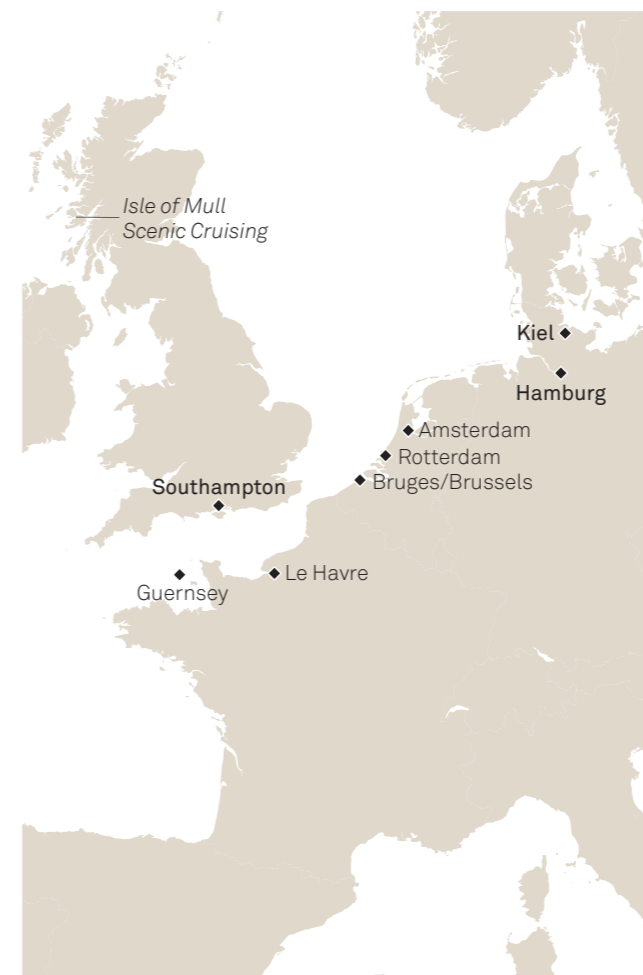 Isle of Mull
Scenic Cruising
Kiel
Hamburg
Amsterdam
Rotterdam
Bruges/Brussels
Southampton
Le Havre
Guernsey